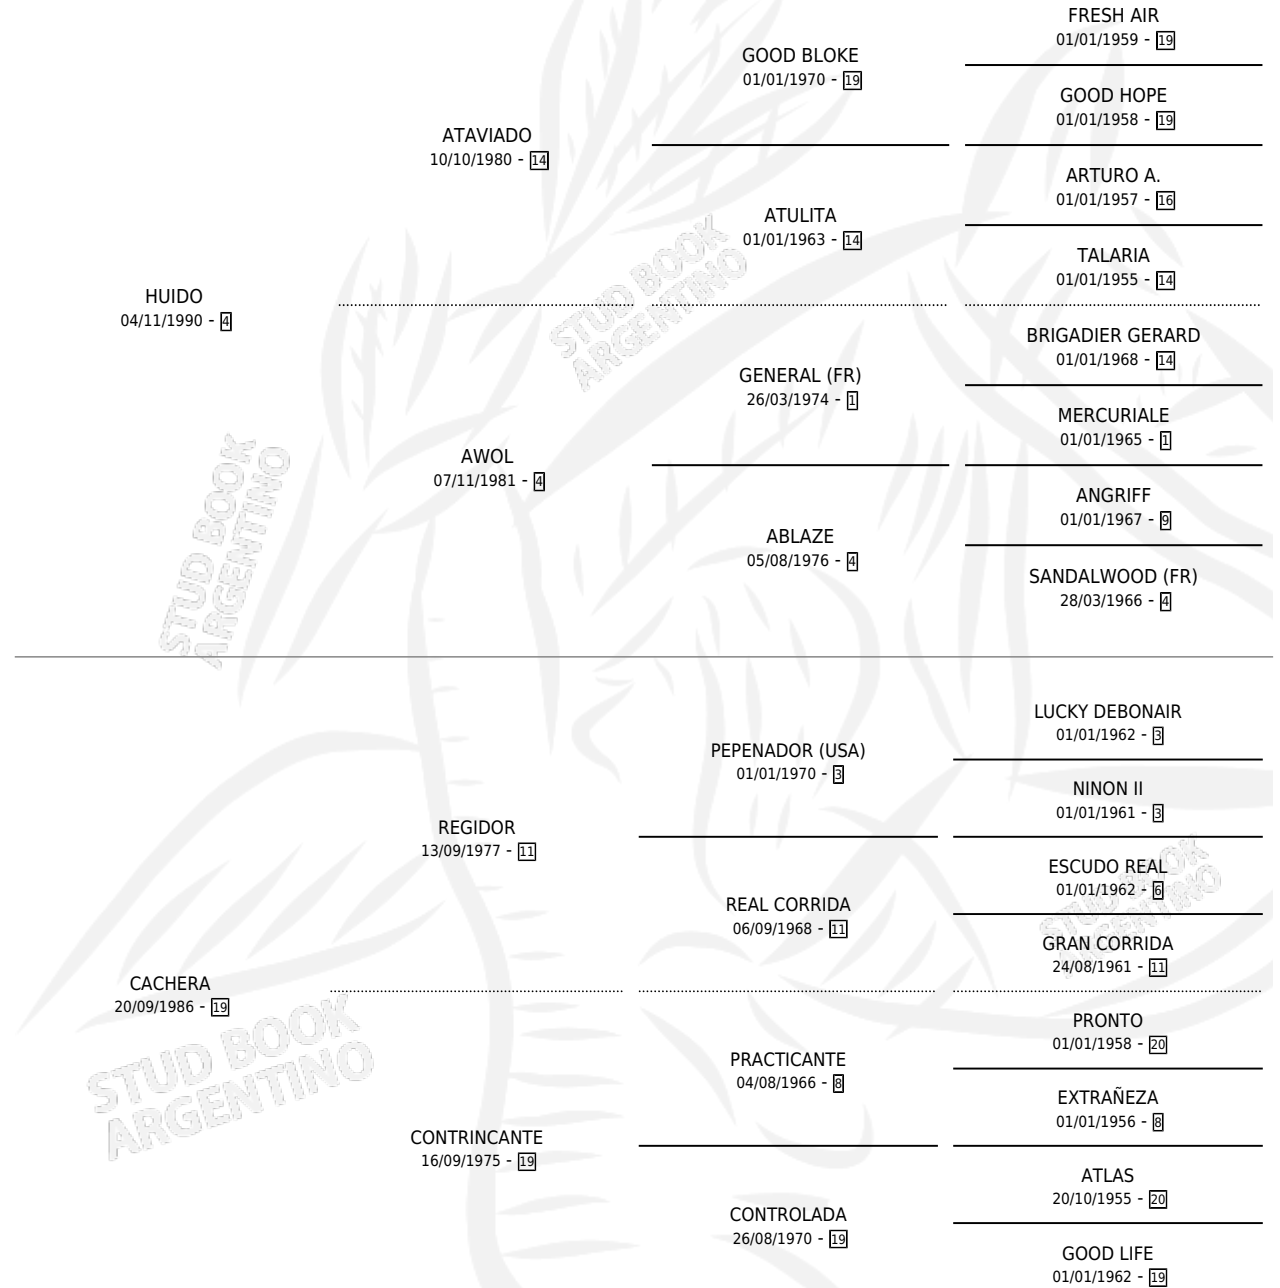 FRESH AIR
01/01/1959 - 19
GOOD BLOKE
01/01/1970 - 19
GOOD HOPE
01/01/1958 - 19
ATAVIADO
10/10/1980 - 14
ARTURO A.
01/01/1957 - 16
ATULITA
01/01/1963 - 14
TALARIA
01/01/1955 - 14
HUIDO
04/11/1990 - 4
BRIGADIER GERARD
01/01/1968 - 14
GENERAL (FR)
26/03/1974 - 1
MERCURIALE
01/01/1965 - 1
AWOL
07/11/1981 - 4
ANGRIFF
01/01/1967 - 9
ABLAZE
05/08/1976 - 4
SANDALWOOD (FR)
28/03/1966 - 4
STUD BOOK
ARGENTINO
STUD BOOK
ARGENTINO
LUCKY DEBONAIR
01/01/1962 - 3
PEPENADOR (USA)
01/01/1970 - 3
NINON II
01/01/1961 - 3
REGIDOR
13/09/1977 - 11
ESCUDO REAL
01/01/1962 - 6
REAL CORRIDA
06/09/1968 - 11
GRAN CORRIDA
24/08/1961 - 11
CACHERA
20/09/1986 - 19
PRONTO
01/01/1958 - 20
PRACTICANTE
04/08/1966 - 8
EXTRAÑEZA
01/01/1956 - 8
CONTRINCANTE
16/09/1975 - 19
ATLAS
20/10/1955 - 20
CONTROLADA
26/08/1970 - 19
GOOD LIFE
01/01/1962 - 19
STUD BOOK
ARGENTINO
STUD BOOK
ARGENTINO